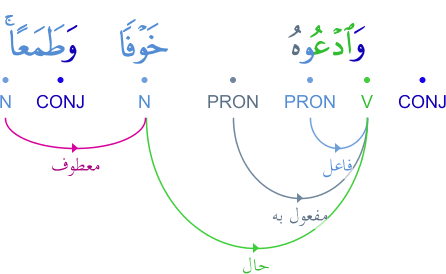 وَٱدْعُوهُ خَوْفًا وَطَمَعًا ۚ
N CONJ N PRON PRON V CONJ
فاعل معطوف
مفعول به
حال